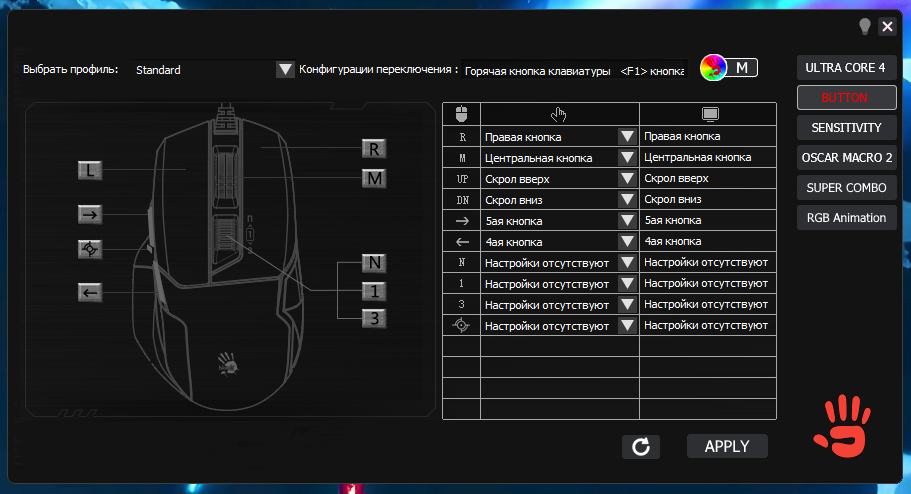 Выбрать профиль: Standard Конфигурации переключения : Горячая кнопка клавиатуры <F1> кнопка M
ULTRA CORE 4
BUTTON
SENSITIVITY
OSCAR MACRO 2
SUPER COMBO
RGB Animation
L
R
M
N
1
3
n
1
3
R Правая кнопка Правая кнопка
M Центральная кнопка Центральная кнопка
UP Скрол вверх Скрол вверх
DN Скрол вниз Скрол вниз
→ 5ая кнопка 5ая кнопка
← 4ая кнопка 4ая кнопка
N Настройки отсутствуют Настройки отсутствуют
1 Настройки отсутствуют Настройки отсутствуют
3 Настройки отсутствуют Настройки отсутствуют
Настройки отсутствуют Настройки отсутствуют
APPLY